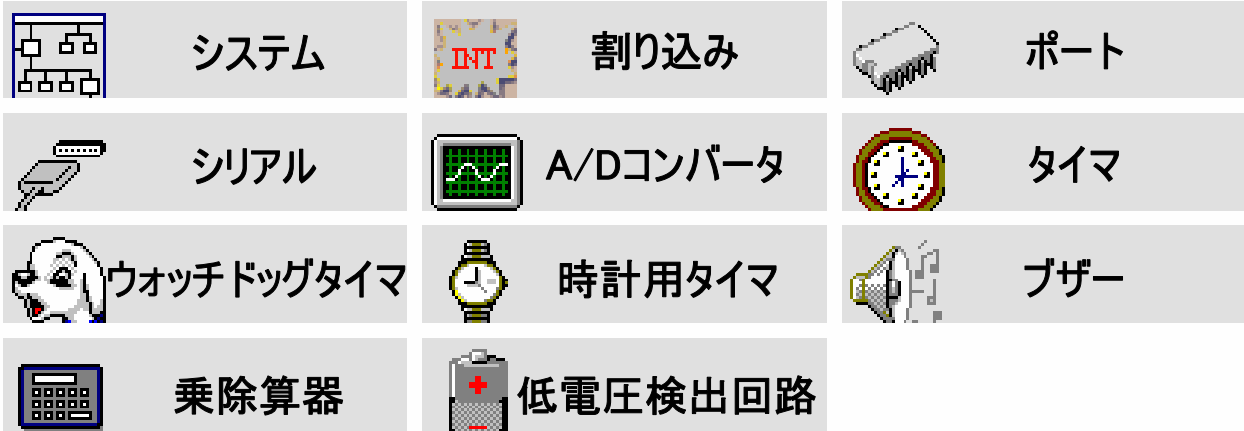 システム
INT
割り込み
ポート
シリアル
A/Dコンバータ
タイマ
ウォッチドッグタイマ
時計用タイマ
ブザー
乗除算器
低電圧検出回路